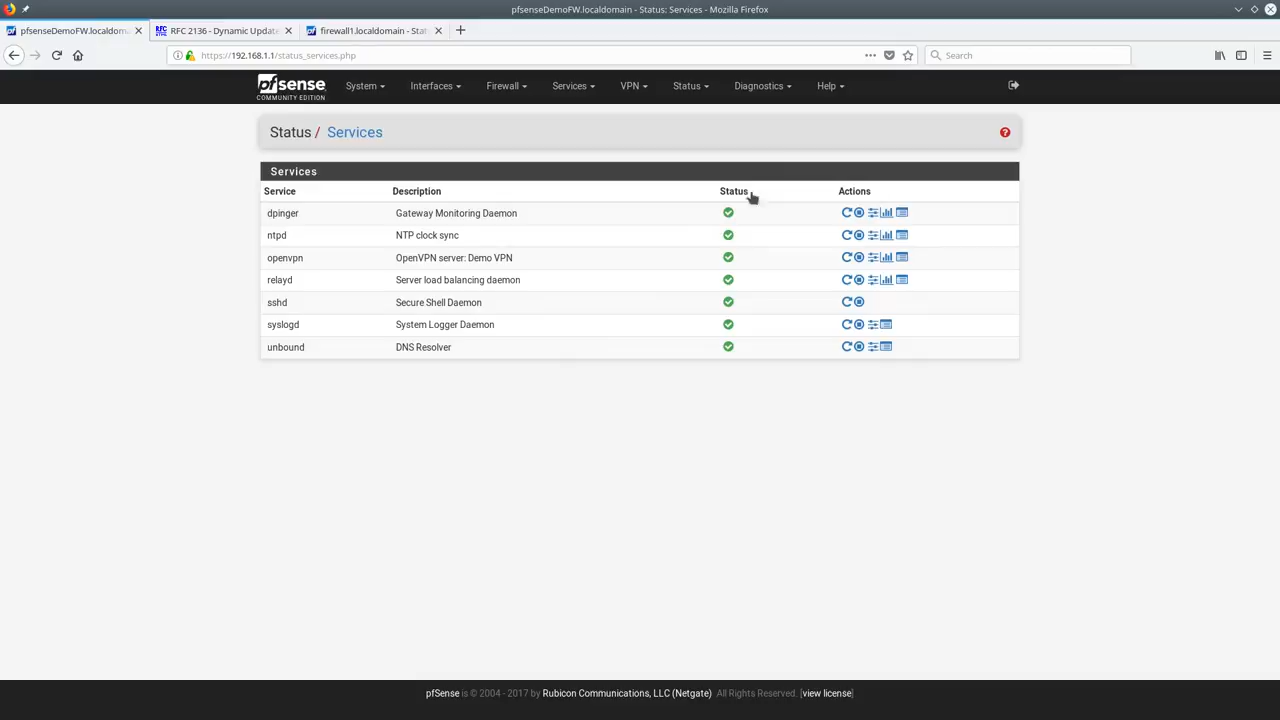 pfsenseDemoFW.localdomain - Status: Services - Mozilla Firefox
pfsenseDemoFW.localdoma
RFC 2136 - Dynamic Update
firewall1.localdomain - Stat
https://192.168.1.1/status_services.php
Search
pfsense
COMMUNITY EDITION
System
Interfaces
Firewall
Services
VPN
Status
Diagnostics
Help
Status / Services
Services
Service Description Status Actions
dpinger Gateway Monitoring Daemon
ntpd NTP clock sync
openvpn OpenVPN server: Demo VPN
relayd Server load balancing daemon
sshd Secure Shell Daemon
syslogd System Logger Daemon
unbound DNS Resolver
pfSense is © 2004 - 2017 by Rubicon Communications, LLC (Netgate) All Rights Reserved. [view license]